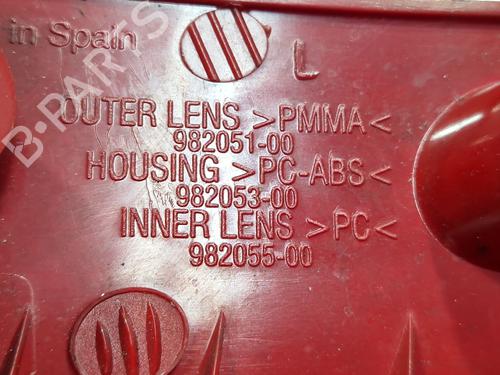 in Spain
L
OUTER LENS >PMMA<
982051-00
HOUSING >PC-ABS<
982053-00
INNER LENS >PC<
982055-00
B-PARTS